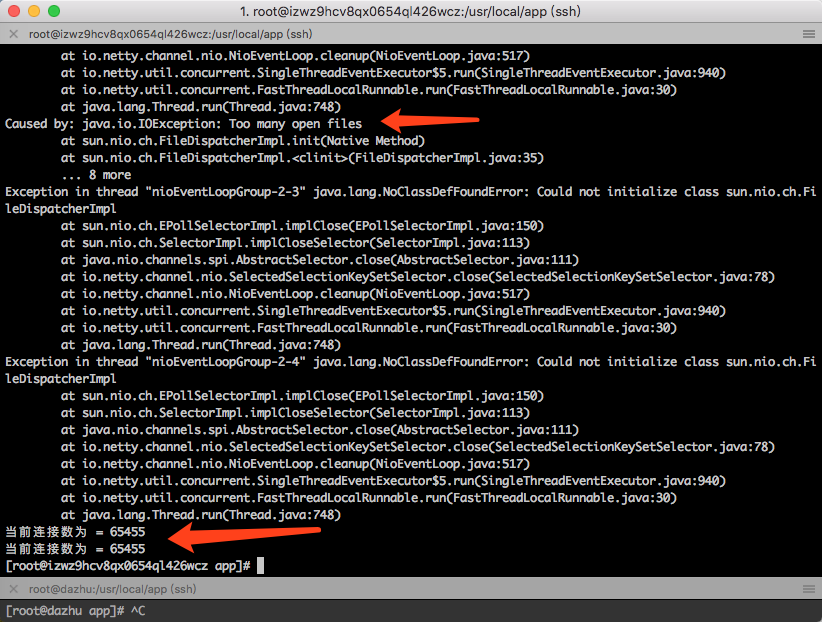 1. root@izwz9hcv8qx0654ql426wcz:/usr/local/app (ssh)
root@izwz9hcv8qx0654ql426wcz:/usr/local/app (ssh)
at io.netty.channel.nio.NioEventLoop.cleanup(NioEventLoop.java:517)
at io.netty.util.concurrent.SingleThreadEventExecutor$5.run(SingleThreadEventExecutor.java:940)
at io.netty.util.concurrent.FastThreadLocalRunnable.run(FastThreadLocalRunnable.java:30)
at java.lang.Thread.run(Thread.java:748)
Caused by: java.io.IOException: Too many open files
at sun.nio.ch.FileDispatcherImpl.init(Native Method)
at sun.nio.ch.FileDispatcherImpl.<clinit>(FileDispatcherImpl.java:35)
... 8 more
Exception in thread "nioEventLoopGroup-2-3" java.lang.NoClassDefFoundError: Could not initialize class sun.nio.ch.Fi
leDispatcherImpl
at sun.nio.ch.EPollSelectorImpl.implClose(EPollSelectorImpl.java:150)
at sun.nio.ch.SelectorImpl.implCloseSelector(SelectorImpl.java:113)
at java.nio.channels.spi.AbstractSelector.close(AbstractSelector.java:111)
at io.netty.channel.nio.SelectedSelectionKeySetSelector.close(SelectedSelectionKeySetSelector.java:78)
at io.netty.channel.nio.NioEventLoop.cleanup(NioEventLoop.java:517)
at io.netty.util.concurrent.SingleThreadEventExecutor$5.run(SingleThreadEventExecutor.java:940)
at io.netty.util.concurrent.FastThreadLocalRunnable.run(FastThreadLocalRunnable.java:30)
at java.lang.Thread.run(Thread.java:748)
Exception in thread "nioEventLoopGroup-2-4" java.lang.NoClassDefFoundError: Could not initialize class sun.nio.ch.Fi
leDispatcherImpl
at sun.nio.ch.EPollSelectorImpl.implClose(EPollSelectorImpl.java:150)
at sun.nio.ch.SelectorImpl.implCloseSelector(SelectorImpl.java:113)
at java.nio.channels.spi.AbstractSelector.close(AbstractSelector.java:111)
at io.netty.channel.nio.SelectedSelectionKeySetSelector.close(SelectedSelectionKeySetSelector.java:78)
at io.netty.channel.nio.NioEventLoop.cleanup(NioEventLoop.java:517)
at io.netty.util.concurrent.SingleThreadEventExecutor$5.run(SingleThreadEventExecutor.java:940)
at io.netty.util.concurrent.FastThreadLocalRunnable.run(FastThreadLocalRunnable.java:30)
at java.lang.Thread.run(Thread.java:748)
当前连接数为 = 65455
当前连接数为 = 65455
[root@izwz9hcv8qx0654ql426wcz app]#
root@dazhu:/usr/local/app (ssh)
[root@dazhu app]# ^C